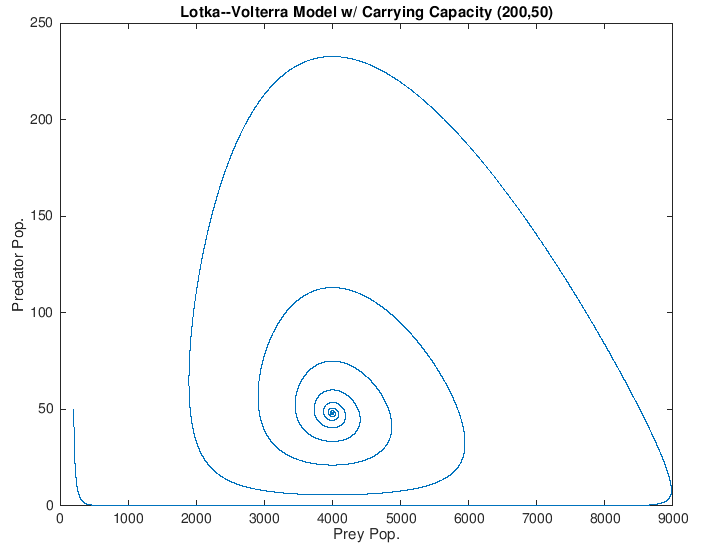 Lotka--Volterra Model w/ Carrying Capacity (200,50)
250
200
150
100
50
0
Predator Pop.
0 1000 2000 3000 4000 5000 6000 7000 8000 9000
Prey Pop.